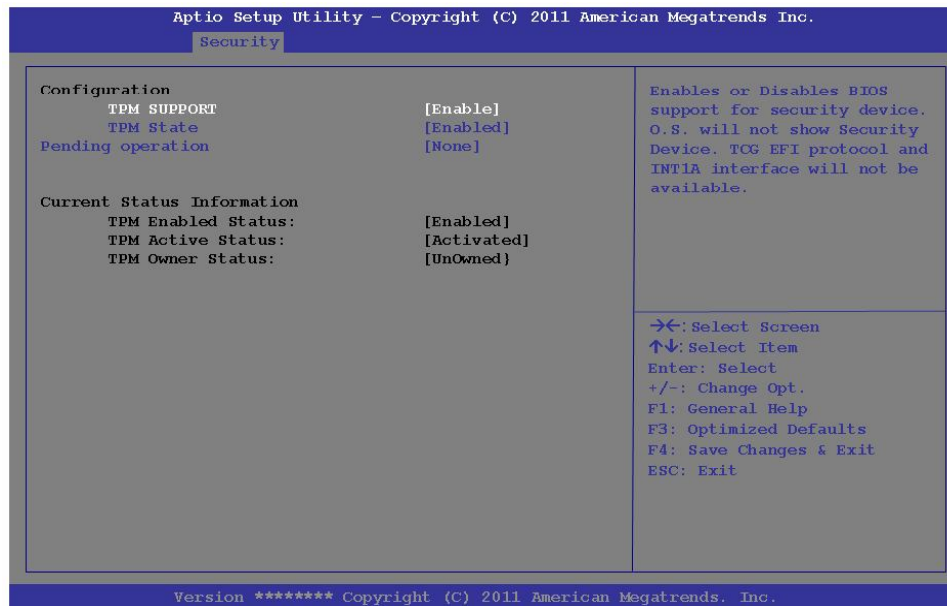 Aptio Setup Utility – Copyright (C) 2011 American Megatrends Inc.
Security
Configuration
TPM SUPPORT [Enable]
TPM State [Enabled]
Pending operation [None]
Current Status Information
TPM Enabled Status: [Enabled]
TPM Active Status: [Activated]
TPM Owner Status: [UnOwned}
Enables or Disables BIOS
support for security device.
O.S. will not show Security
Device. TCG EFI protocol and
INT1A interface will not be
available.
→←: Select Screen
↑↓: Select Item
Enter: Select
+/-: Change Opt.
F1: General Help
F3: Optimized Defaults
F4: Save Changes & Exit
ESC: Exit
Version ******** Copyright (C) 2011 American Megatrends. Inc.